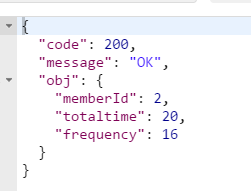 {
  "code": 200,
  "message": "OK",
  "obj": {
    "memberId": 2,
    "totaltime": 20,
    "frequency": 16
  }
}